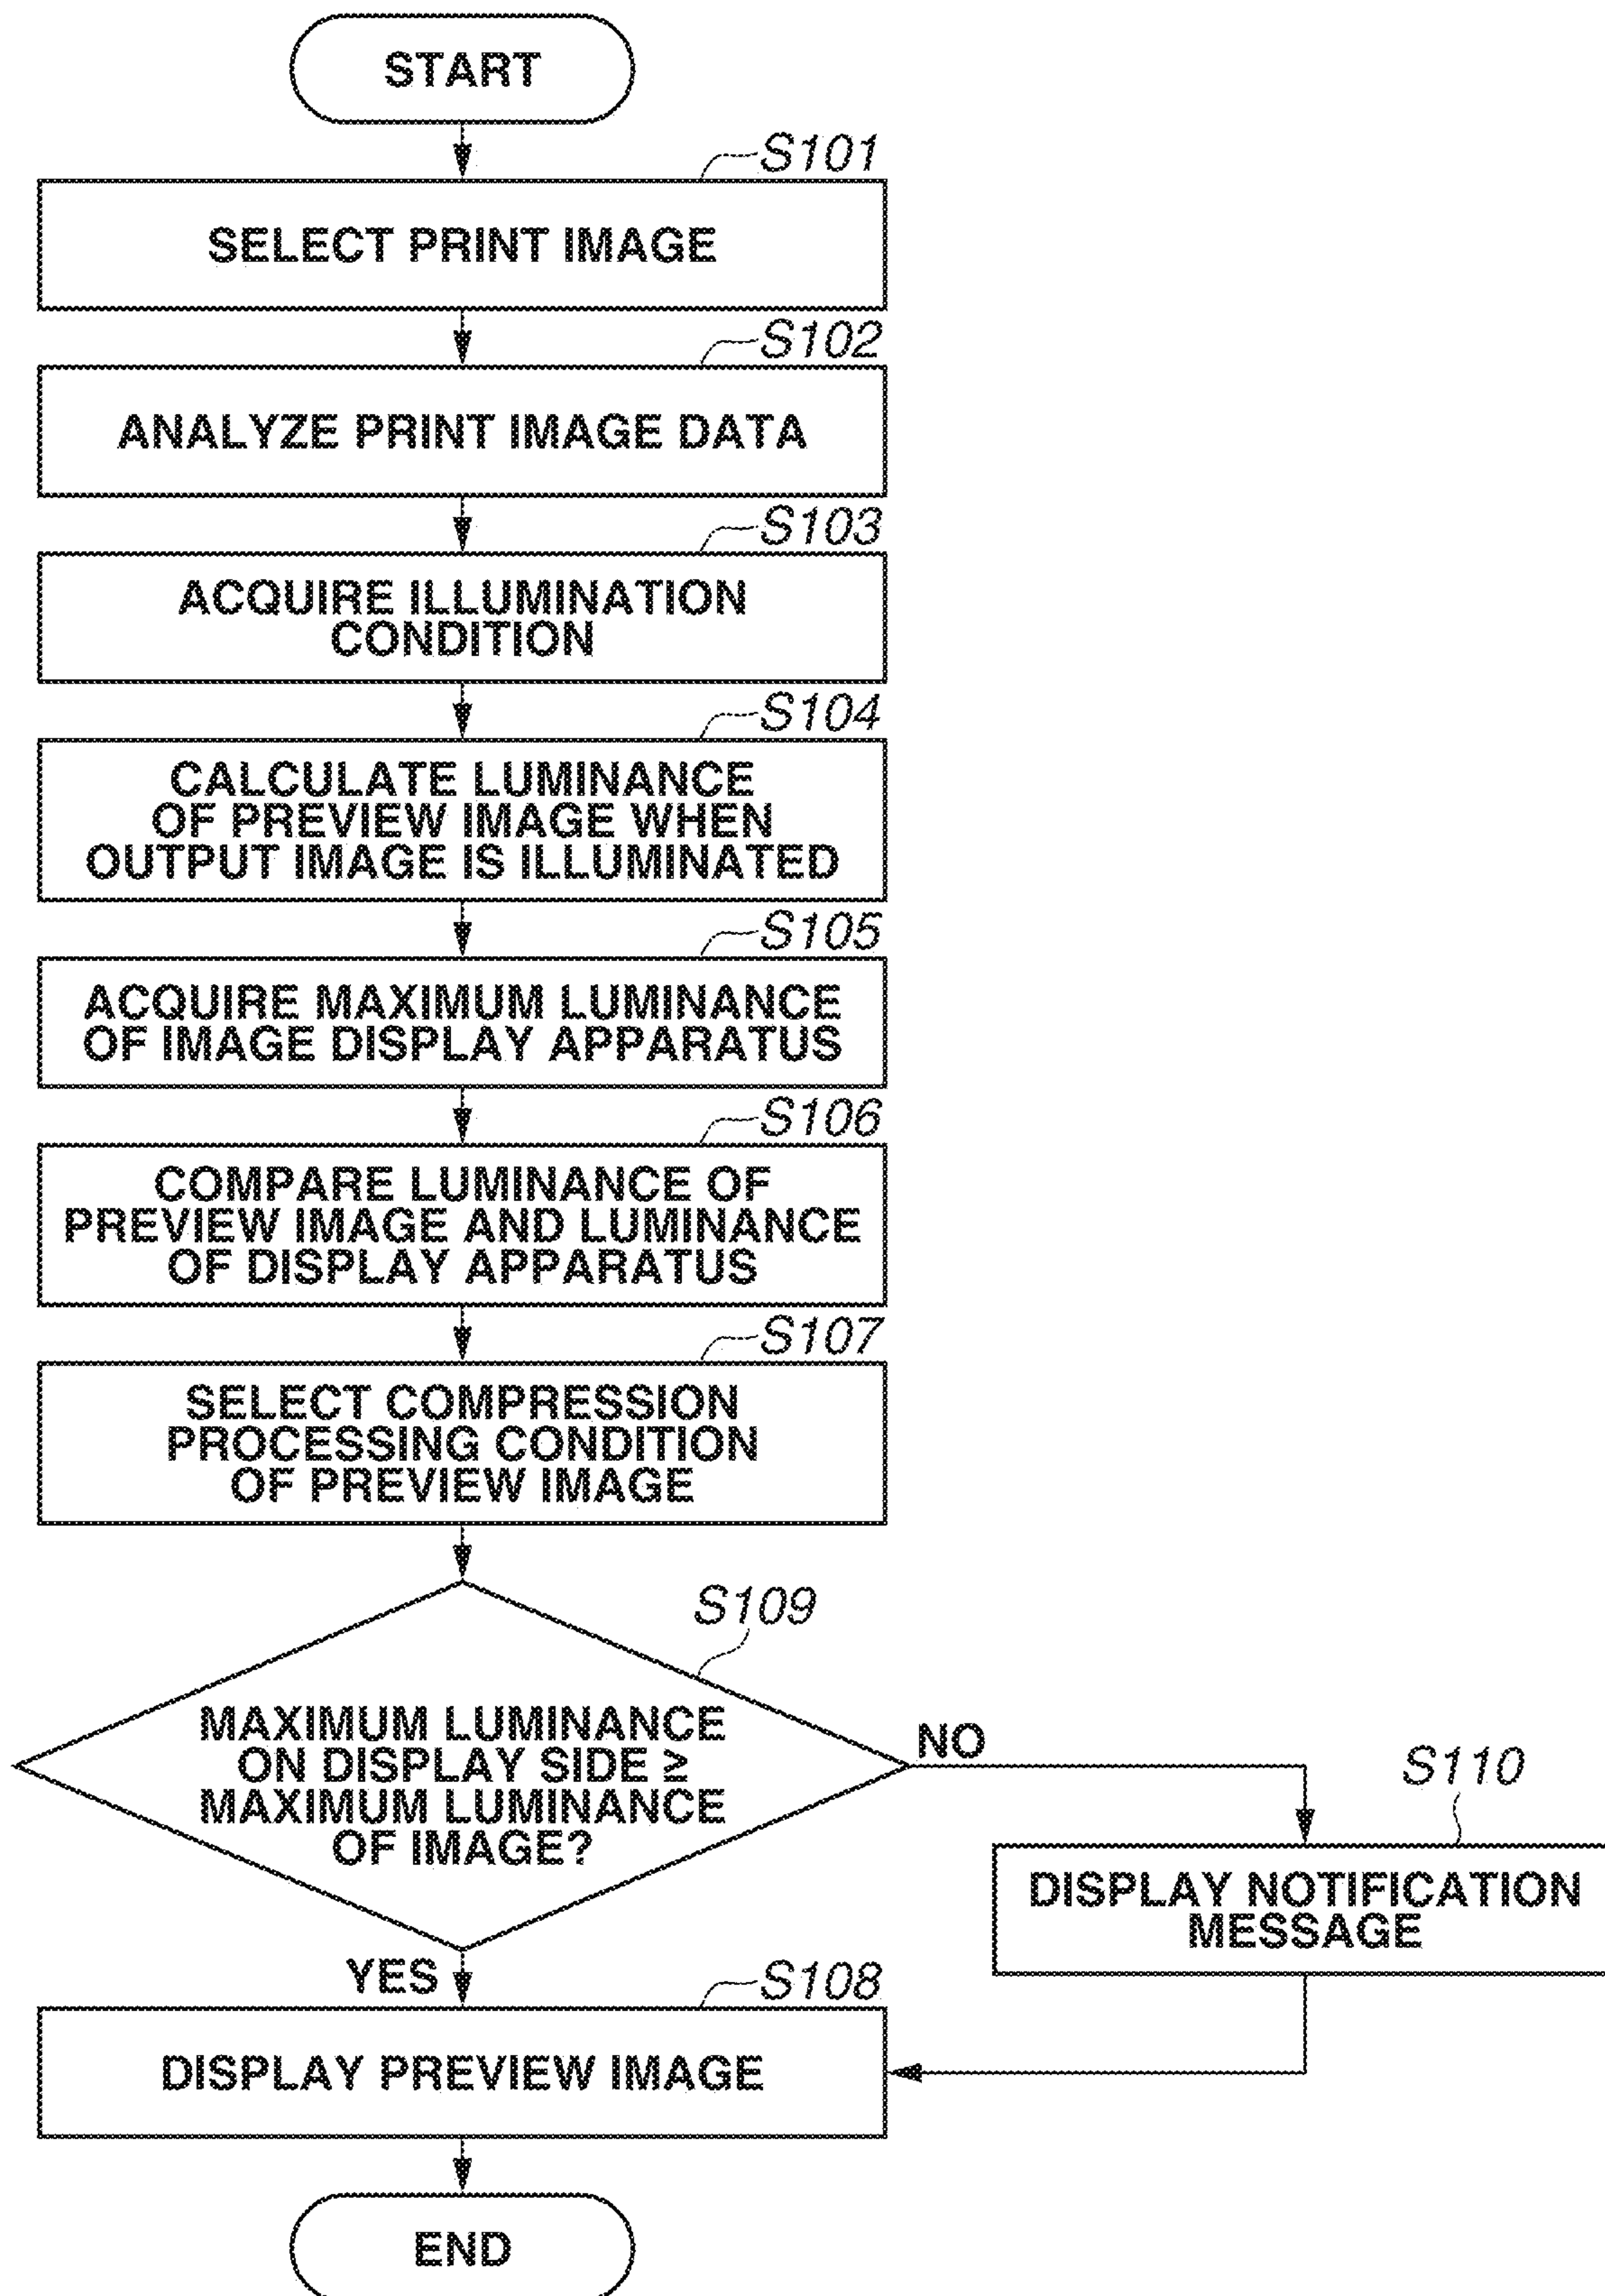 START
S101
SELECT PRINT IMAGE
S102
ANALYZE PRINT IMAGE DATA
S103
ACQUIRE ILLUMINATION
CONDITION
S104
CALCULATE LUMINANCE
OF PREVIEW IMAGE WHEN
OUTPUT IMAGE IS ILLUMINATED
S105
ACQUIRE MAXIMUM LUMINANCE
OF IMAGE DISPLAY APPARATUS
S106
COMPARE LUMINANCE OF
PREVIEW IMAGE AND LUMINANCE
OF DISPLAY APPARATUS
S107
SELECT COMPRESSION
PROCESSING CONDITION
OF PREVIEW IMAGE
S109
MAXIMUM LUMINANCE
ON DISPLAY SIDE ≥
MAXIMUM LUMINANCE
OF IMAGE?
NO
S110
DISPLAY NOTIFICATION
MESSAGE
YES
S108
DISPLAY PREVIEW IMAGE
END